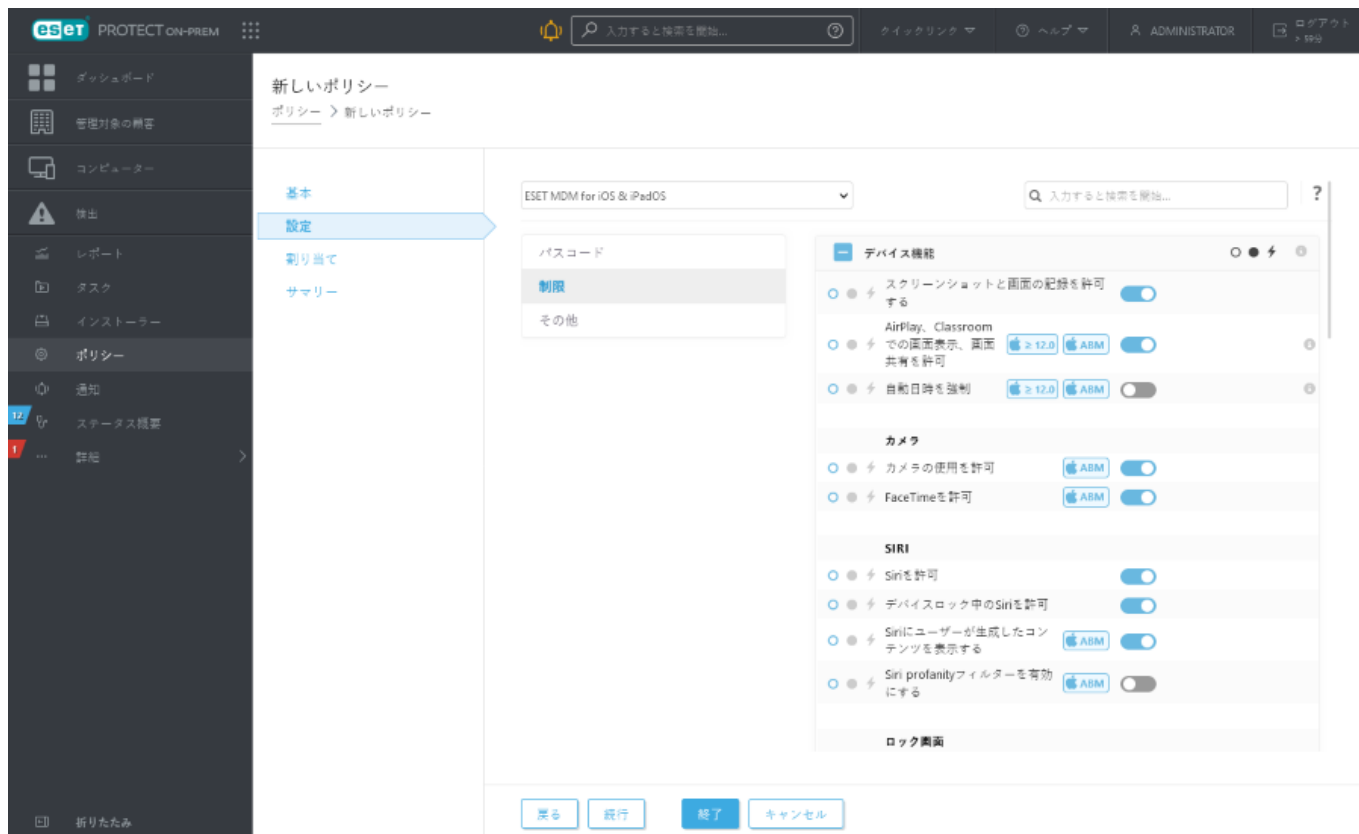 eset PROTECT ON-PREM
入力すると検索を開始...
クイックリンク
ヘルプ
ADMINISTRATOR
ログアウト
> 59分
ダッシュボード
管理対象の顧客
コンピューター
検出
レポート
タスク
インストーラー
ポリシー
通知
12
ステータス概要
1
詳細
折りたたみ
新しいポリシー
ポリシー > 新しいポリシー
基本
設定
割り当て
サマリー
ESET MDM for iOS & iPadOS
入力すると検索を開始...
?
パスコード
制限
その他
デバイス機能
スクリーンショットと画面の記録を許可
する
AirPlay、Classroom
での画面表示、画面
共有を許可
≥ 12.0 ABM
自動日時を強制 ≥ 12.0 ABM
カメラ
カメラの使用を許可 ABM
FaceTimeを許可 ABM
SIRI
Siriを許可
デバイスロック中のSiriを許可
Siriにユーザーが生成したコン
テンツを表示する
ABM
Siri profanityフィルターを有効
にする
ABM
ロック画面
戻る 続行 終了 キャンセル